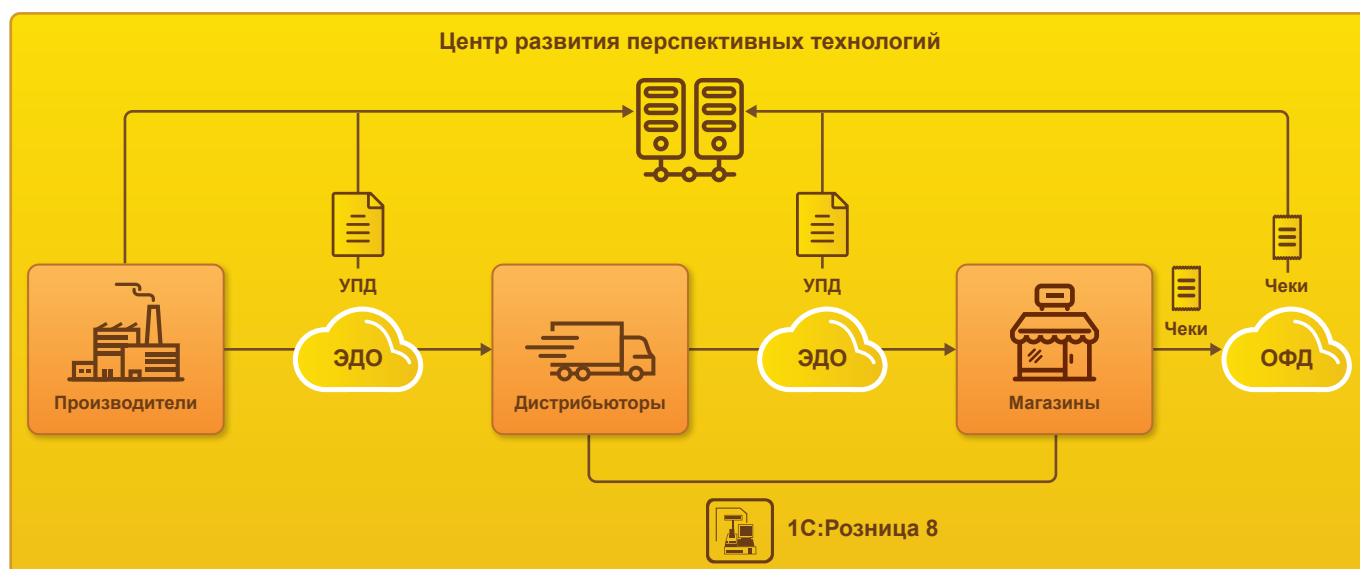 Центр развития перспективных технологий
УПД
УПД
Чеки
Чеки
ЭДО
ЭДО
ОФД
Производители
Дистрибьюторы
Магазины
1С:Розница 8